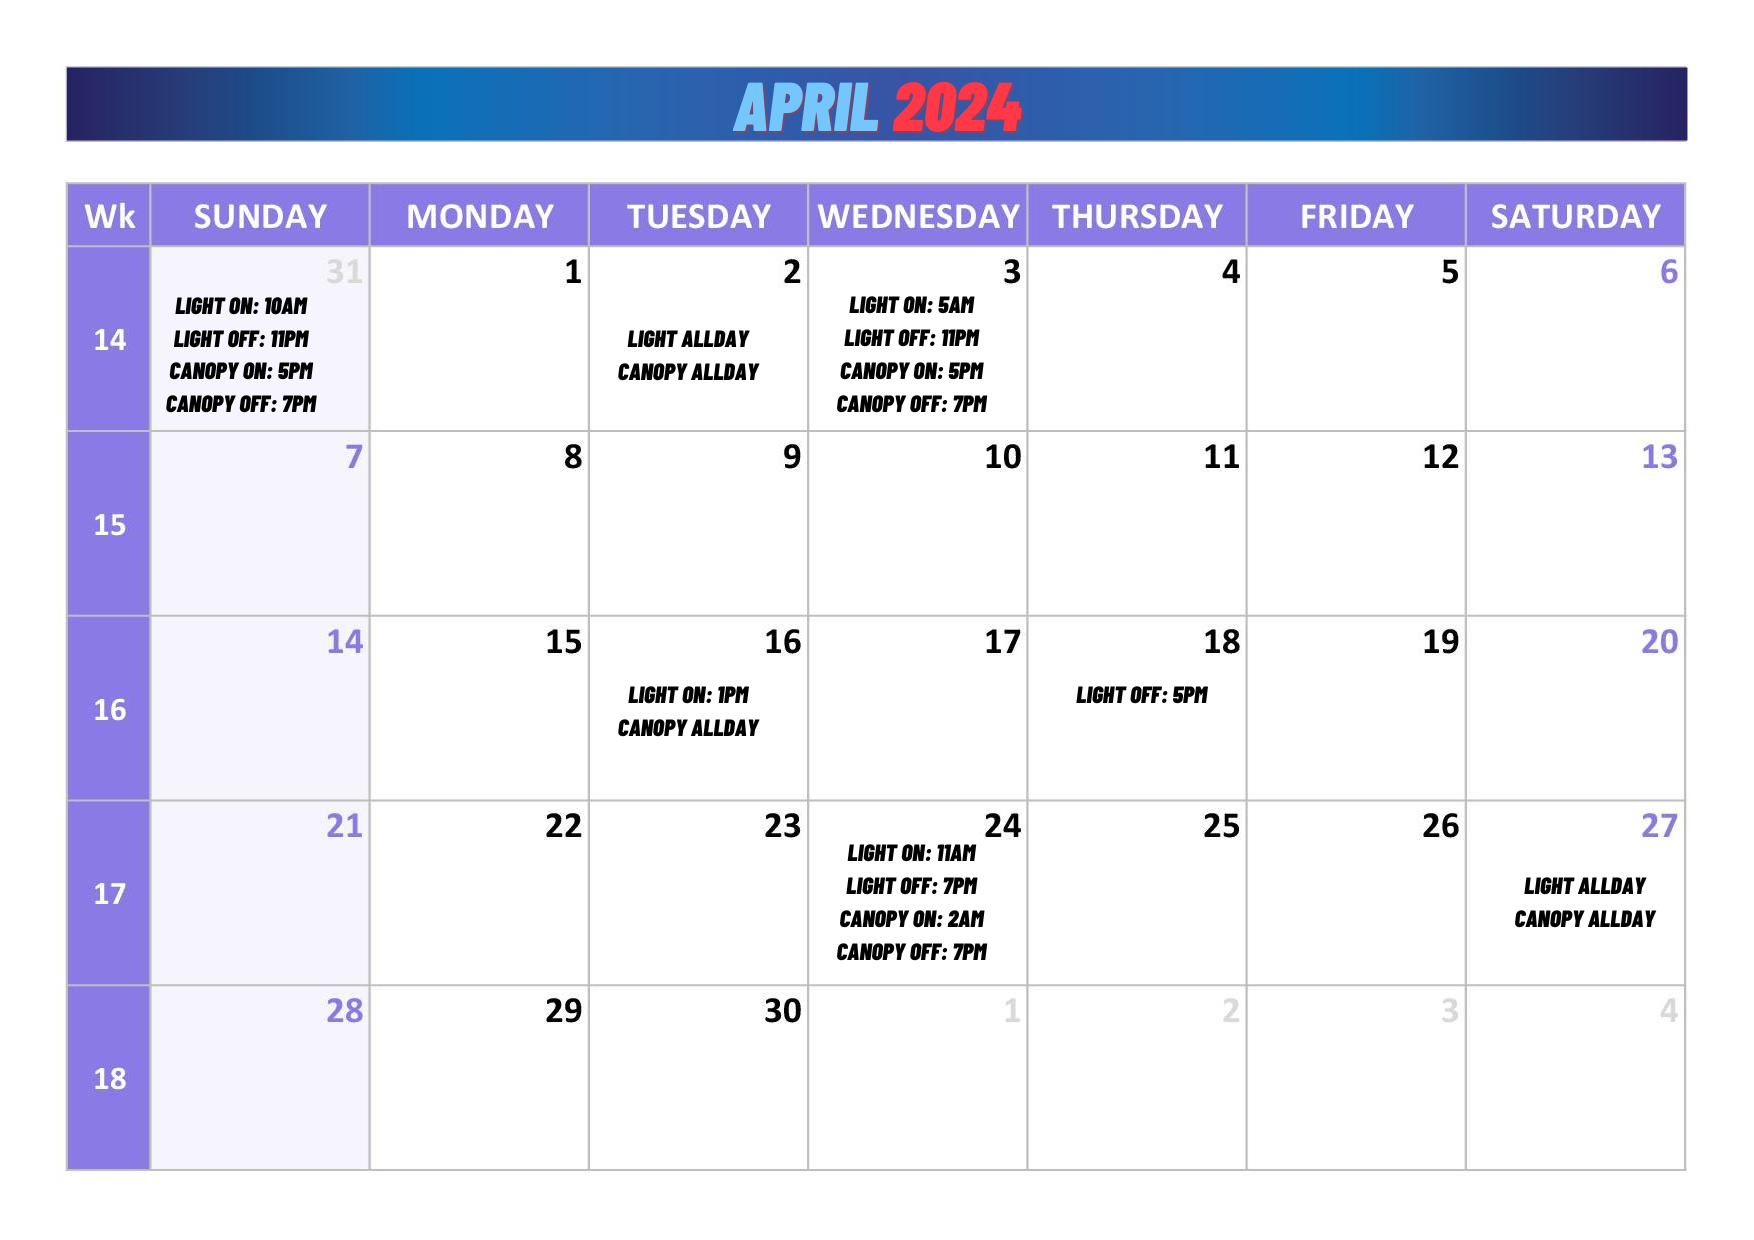 APRIL 2024
Wk SUNDAY MONDAY TUESDAY WEDNESDAY THURSDAY FRIDAY SATURDAY
14
31
LIGHT ON: 10AM
LIGHT OFF: 11PM
CANOPY ON: 5PM
CANOPY OFF: 7PM
1
2
LIGHT ALLDAY
CANOPY ALLDAY
3
LIGHT ON: 5AM
LIGHT OFF: 11PM
CANOPY ON: 5PM
CANOPY OFF: 7PM
4
5
6
15
7
8
9
10
11
12
13
16
14
15
16
LIGHT ON: 1PM
CANOPY ALLDAY
17
18
LIGHT OFF: 5PM
19
20
17
21
22
23
24
LIGHT ON: 11AM
LIGHT OFF: 7PM
CANOPY ON: 2AM
CANOPY OFF: 7PM
25
26
27
LIGHT ALLDAY
CANOPY ALLDAY
18
28
29
30
1
2
3
4